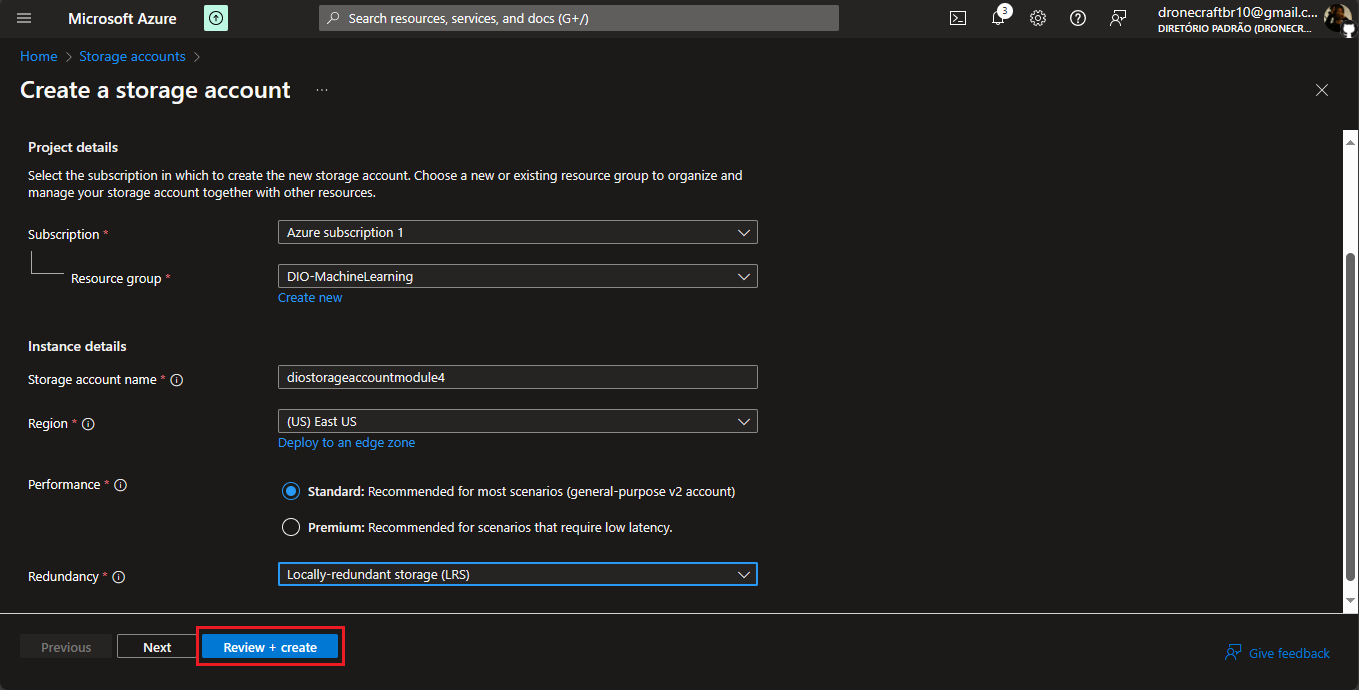 Microsoft Azure
Search resources, services, and docs (G+/)
3
dronecraftbr10@gmail.c...
DIRETÓRIO PADRÃO (DRONECR...
Home > Storage accounts >
Create a storage account ...
Project details
Select the subscription in which to create the new storage account. Choose a new or existing resource group to organize and
manage your storage account together with other resources.
Subscription * Azure subscription 1
Resource group * DIO-MachineLearning
Create new
Instance details
Storage account name * diostorageaccountmodule4
Region * (US) East US
Deploy to an edge zone
Performance * Standard: Recommended for most scenarios (general-purpose v2 account)
Premium: Recommended for scenarios that require low latency.
Redundancy * Locally-redundant storage (LRS)
Previous Next Review + create Give feedback